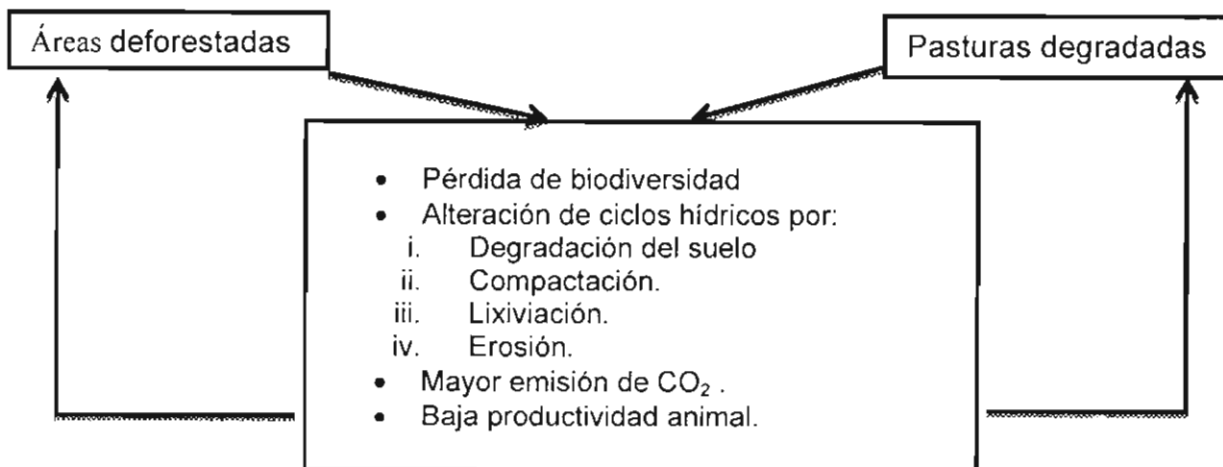 Áreas deforestadas
Pasturas degradadas
• Pérdida de biodiversidad
• Alteración de ciclos hídricos por:
i. Degradación del suelo
ii. Compactación.
iii. Lixiviación.
iv. Erosión.
• Mayor emisión de CO₂ .
• Baja productividad animal.